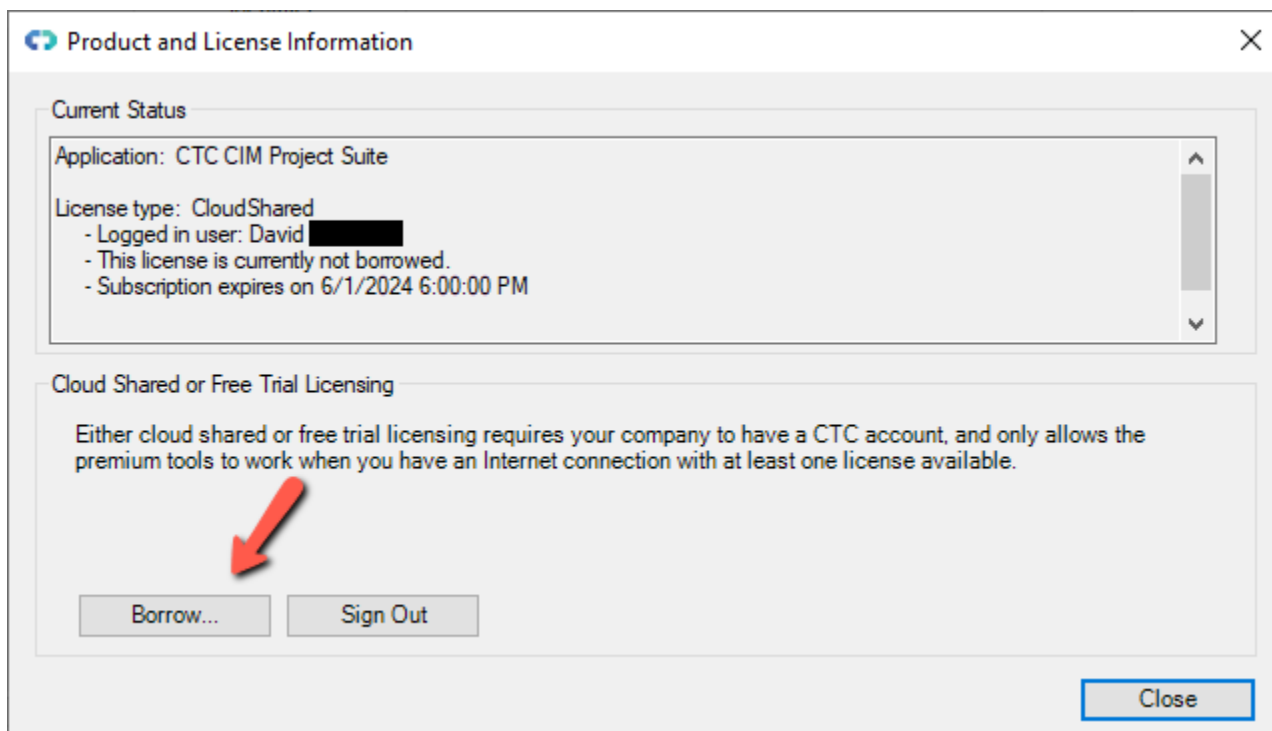 Product and License Information
Current Status
Application: CTC CIM Project Suite
License type: CloudShared
- Logged in user: David
- This license is currently not borrowed.
- Subscription expires on 6/1/2024 6:00:00 PM
Cloud Shared or Free Trial Licensing
Either cloud shared or free trial licensing requires your company to have a CTC account, and only allows the
premium tools to work when you have an Internet connection with at least one license available.
Borrow...
Sign Out
Close